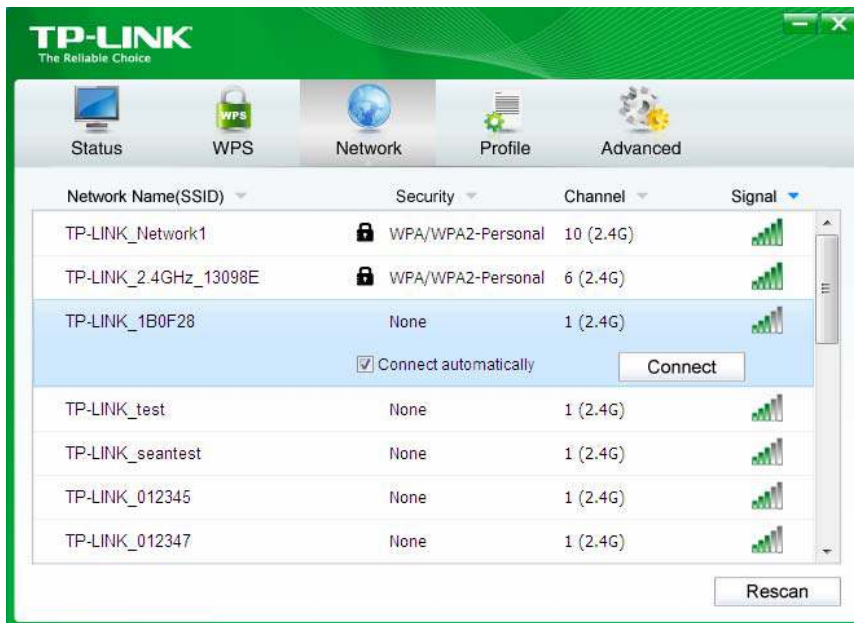 TP-LINK
The Reliable Choice
WPS
Status WPS Network Profile Advanced
Network Name(SSID) Security Channel Signal
TP-LINK_Network1 WPA/WPA2-Personal 10 (2.4G)
TP-LINK_2.4GHz_13098E WPA/WPA2-Personal 6 (2.4G)
TP-LINK_1B0F28 None 1 (2.4G)
Connect automatically Connect
TP-LINK_test None 1 (2.4G)
TP-LINK_seantest None 1 (2.4G)
TP-LINK_012345 None 1 (2.4G)
TP-LINK_012347 None 1 (2.4G)
Rescan